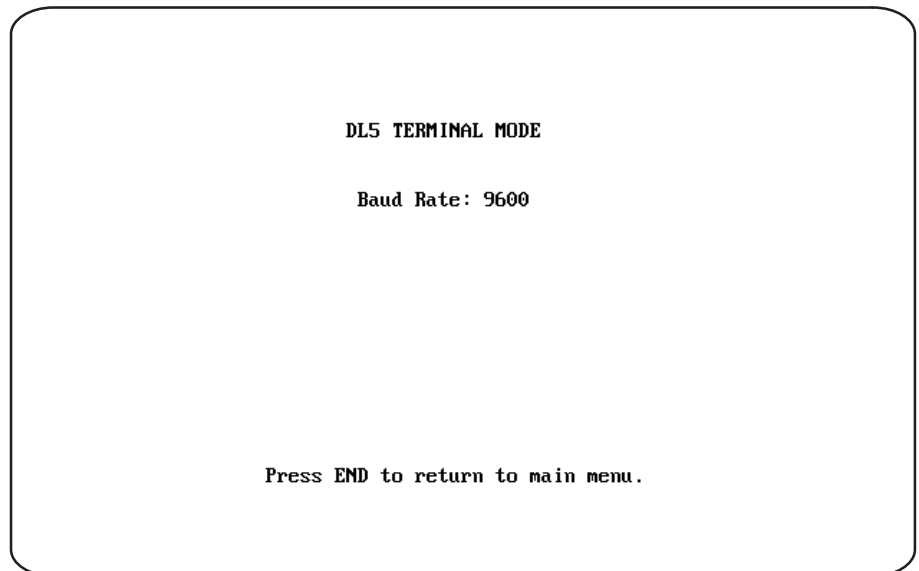 DL5 TERMINAL MODE
Baud Rate: 9600
Press END to return to main menu.